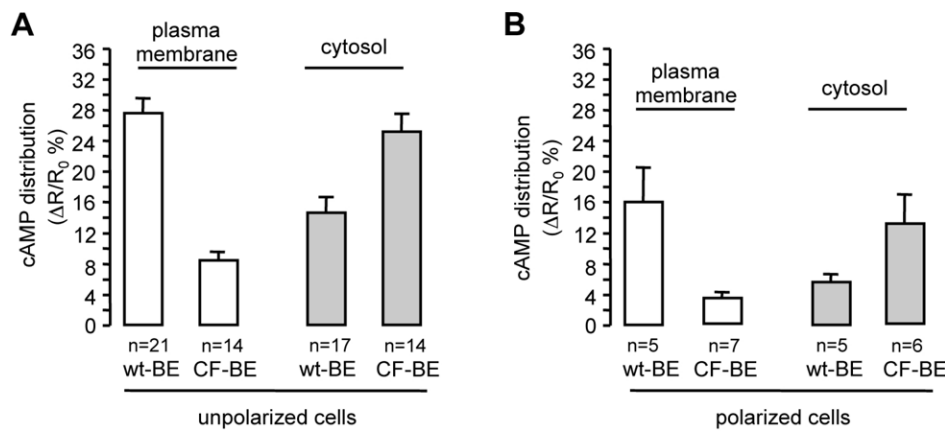 A
cAMP distribution
(ΔR/R0 %)
36
32
28
24
20
16
12
8
4
0
plasma
membrane
cytosol
n=21 n=14 n=17 n=14
wt-BE CF-BE wt-BE CF-BE
unpolarized cells
B
cAMP distribution
(ΔR/R0 %)
36
32
28
24
20
16
12
8
4
0
plasma
membrane
cytosol
n=5 n=7 n=5 n=6
wt-BE CF-BE wt-BE CF-BE
polarized cells